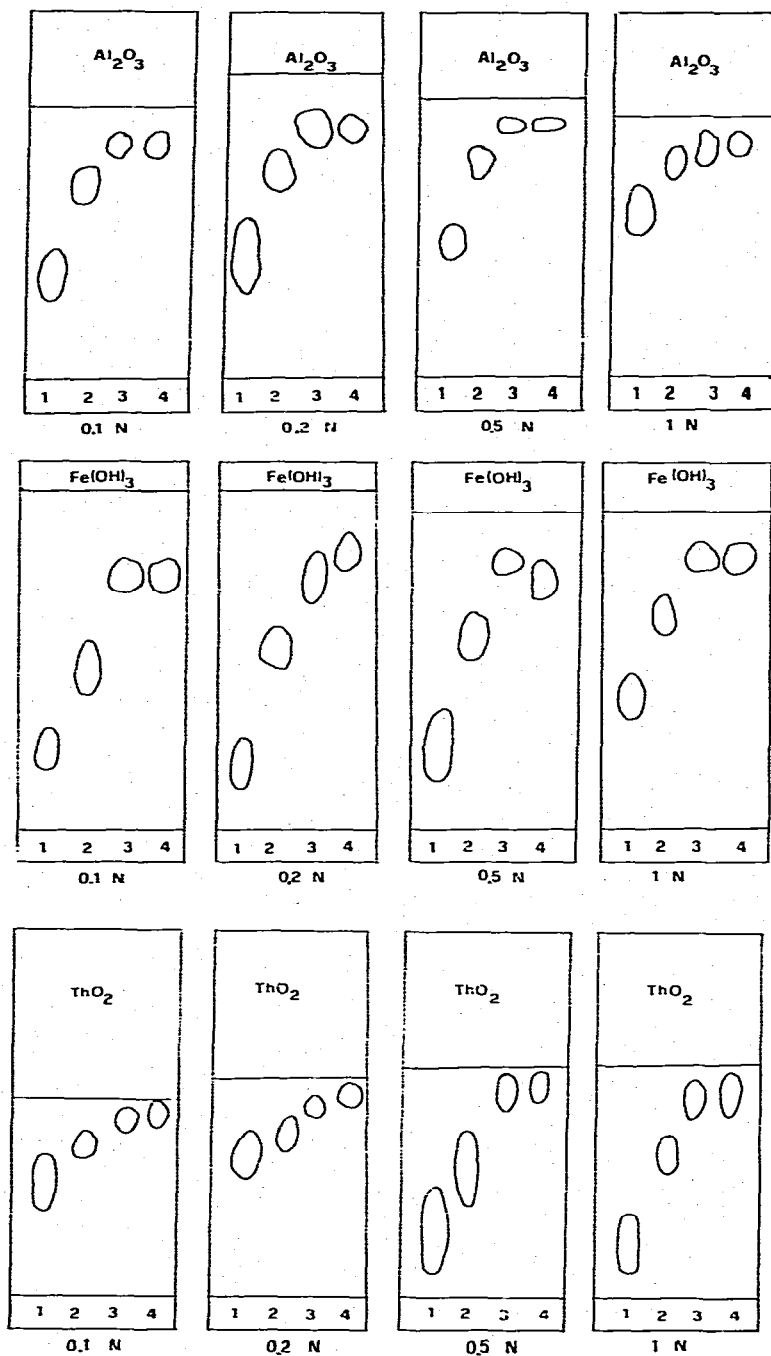 Al2O3 Al2O3 Al2O3 Al2O3
1 2 3 4 1 2 3 4 1 2 3 4 1 2 3 4
0.1 N 0.2 N 0.5 N 1 N
Fe(OH)3 Fe(OH)3 Fe(OH)3 Fe(OH)3
1 2 3 4 1 2 3 4 1 2 3 4 1 2 3 4
0.1 N 0.2 N 0.5 N 1 N
ThO2 ThO2 ThO2 ThO2
1 2 3 4 1 2 3 4 1 2 3 4 1 2 3 4
0.1 N 0.2 N 0.5 N 1 N